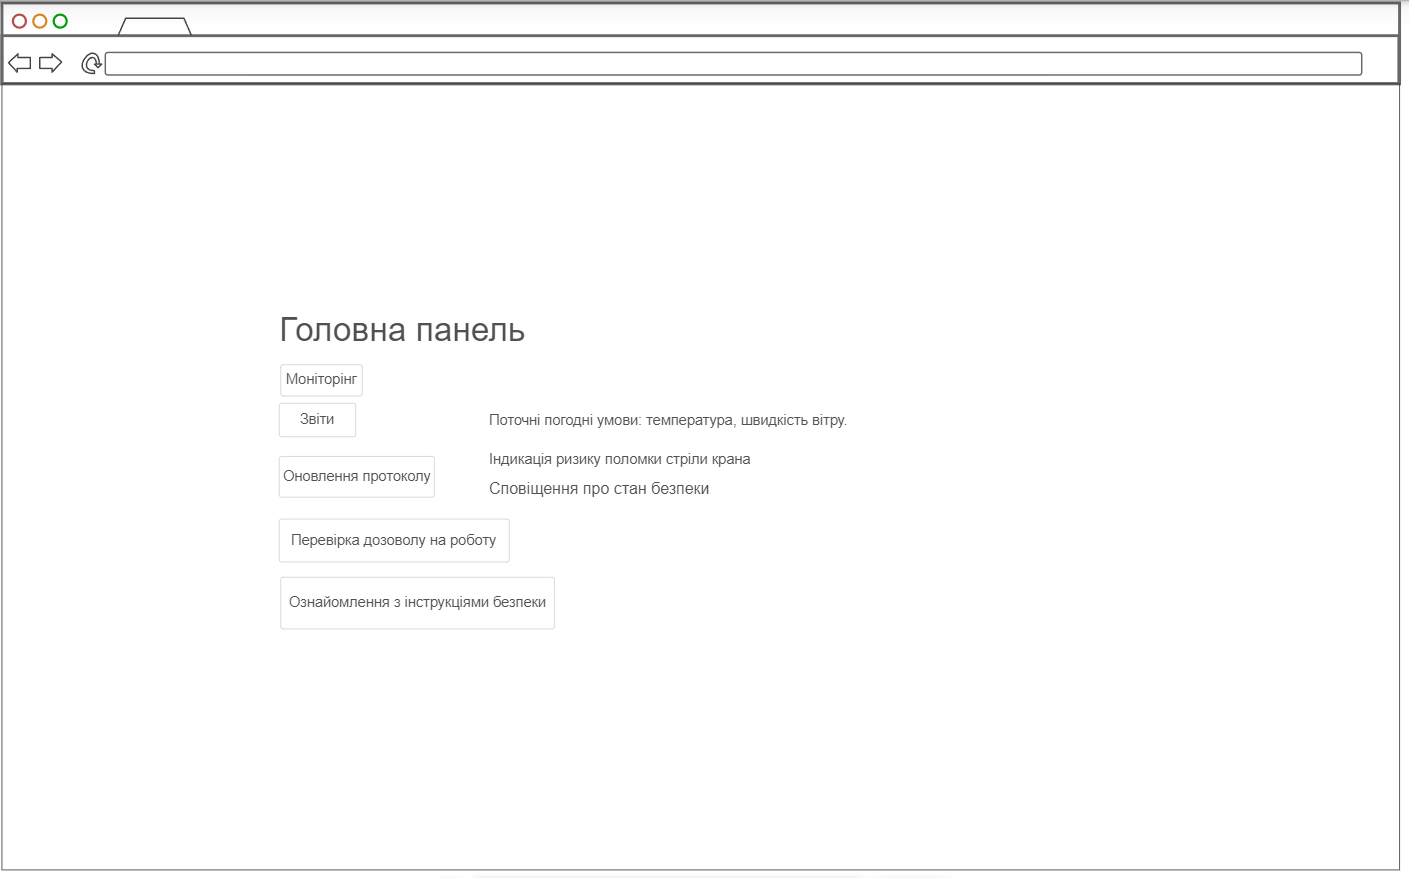 Головна панель
Моніторінг
Звіти
Поточні погодні умови: температура, швидкість вітру.
Індикація ризику поломки стріли крана
Оновлення протоколу
Сповіщення про стан безпеки
Перевірка дозоволу на роботу
Ознайомлення з інструкціями безпеки